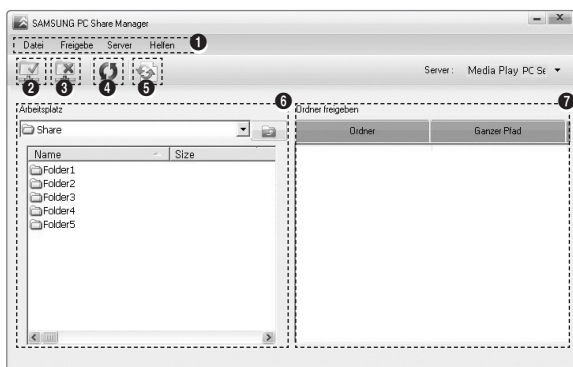 SAMSUNG PC Share Manager
Datei Freigebe Server Helfen 1
2 3 4 5
Server : Media Play PC Se
6
7
Arbeitsplatz
Ordner freigeben
Share
Ordner Ganzer Pfad
Name Size
Folder1
Folder2
Folder3
Folder4
Folder5